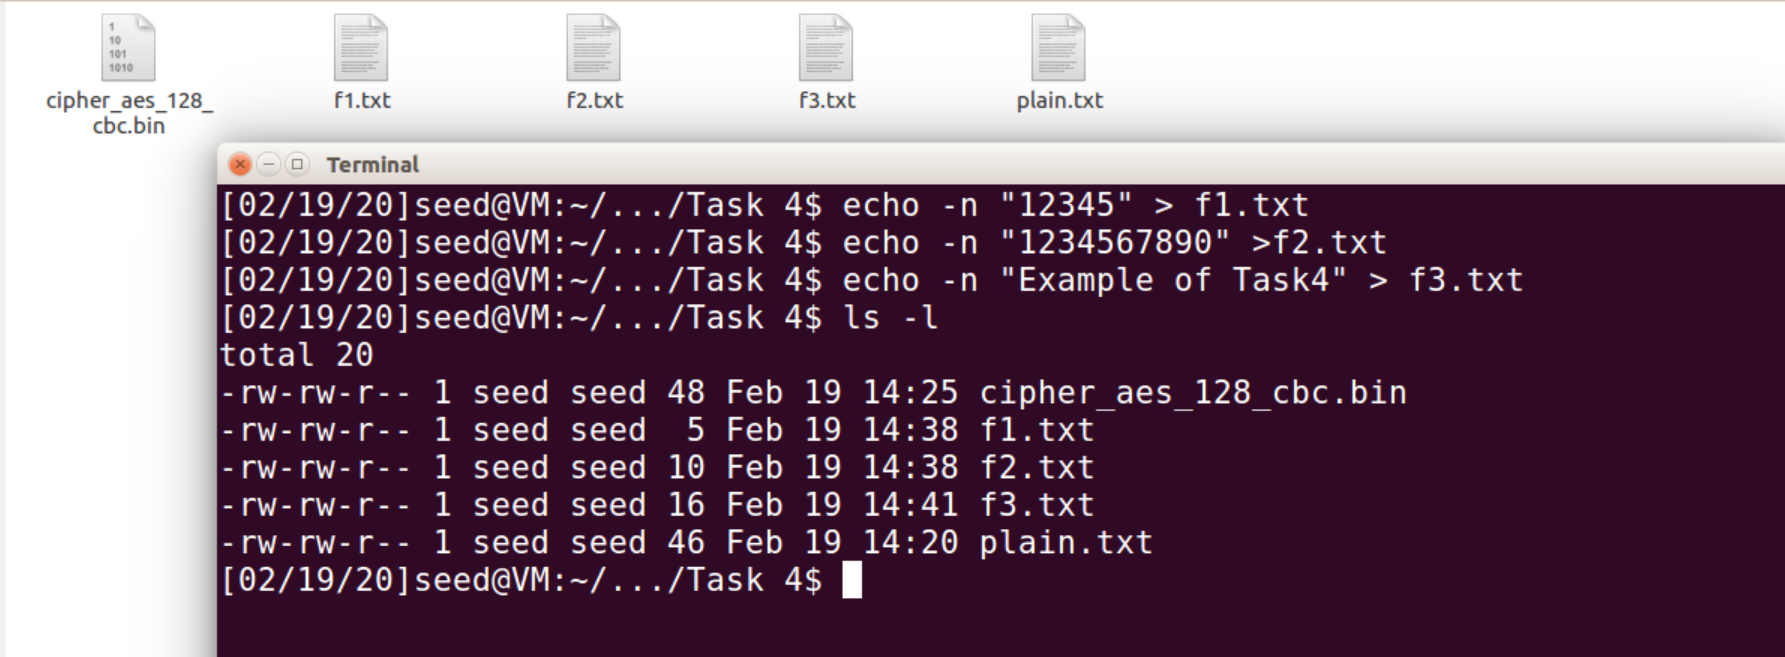 1
10
101
1010
cipher_aes_128_
cbc.bin
f1.txt
f2.txt
f3.txt
plain.txt
Terminal
[02/19/20]seed@VM:~/.../Task 4$ echo -n "12345" > f1.txt
[02/19/20]seed@VM:~/.../Task 4$ echo -n "1234567890" >f2.txt
[02/19/20]seed@VM:~/.../Task 4$ echo -n "Example of Task4" > f3.txt
[02/19/20]seed@VM:~/.../Task 4$ ls -l
total 20
-rw-rw-r-- 1 seed seed 48 Feb 19 14:25 cipher_aes_128_cbc.bin
-rw-rw-r-- 1 seed seed  5 Feb 19 14:38 f1.txt
-rw-rw-r-- 1 seed seed 10 Feb 19 14:38 f2.txt
-rw-rw-r-- 1 seed seed 16 Feb 19 14:41 f3.txt
-rw-rw-r-- 1 seed seed 46 Feb 19 14:20 plain.txt
[02/19/20]seed@VM:~/.../Task 4$